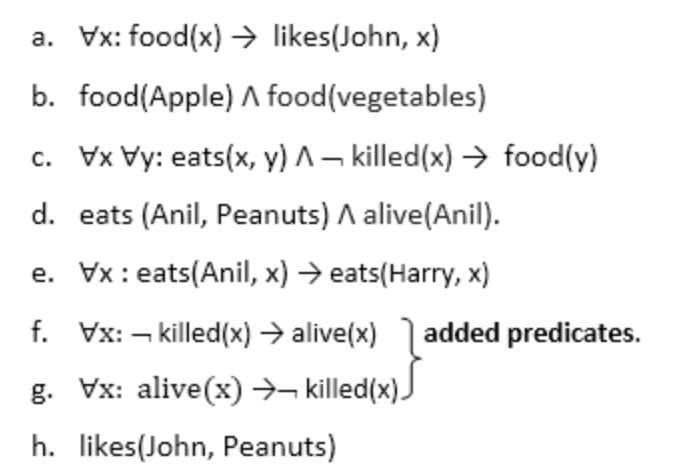 a. ∀x: food(x) → likes(John, x)
b. food(Apple) Λ food(vegetables)
c. ∀x ∀y: eats(x, y) Λ ¬ killed(x) → food(y)
d. eats (Anil, Peanuts) Λ alive(Anil).
e. ∀x : eats(Anil, x) → eats(Harry, x)
f. ∀x: ¬ killed(x) → alive(x) } added predicates.
g. ∀x: alive(x) →¬ killed(x)
h. likes(John, Peanuts)